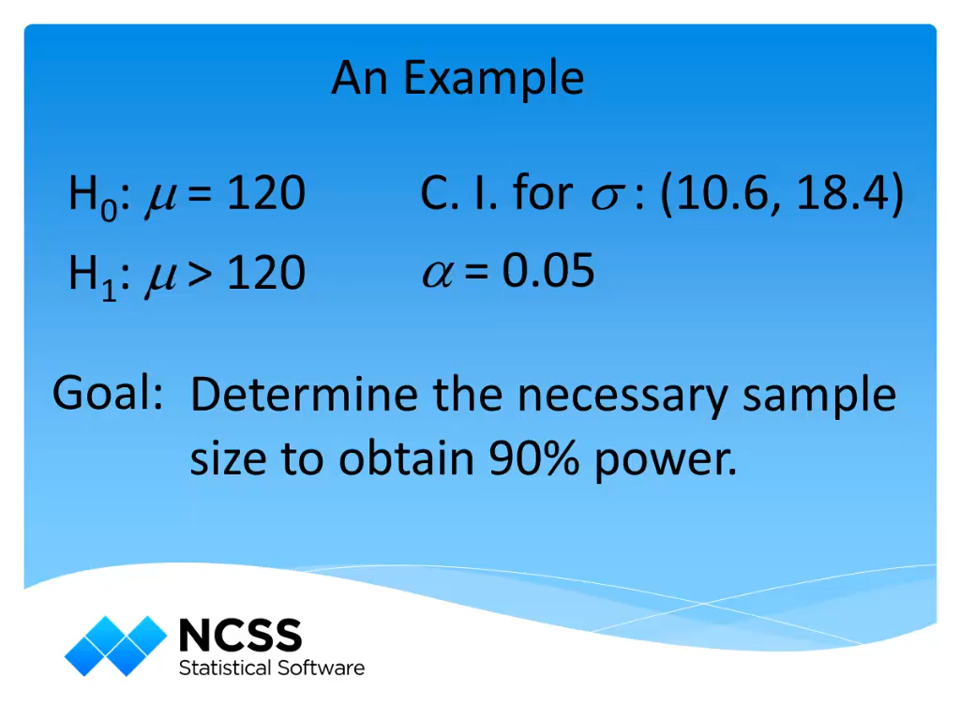 An Example
H₀: μ = 120
C. I. for σ : (10.6, 18.4)
H₁: μ > 120
α = 0.05
Goal: Determine the necessary sample
size to obtain 90% power.
NCSS
Statistical Software